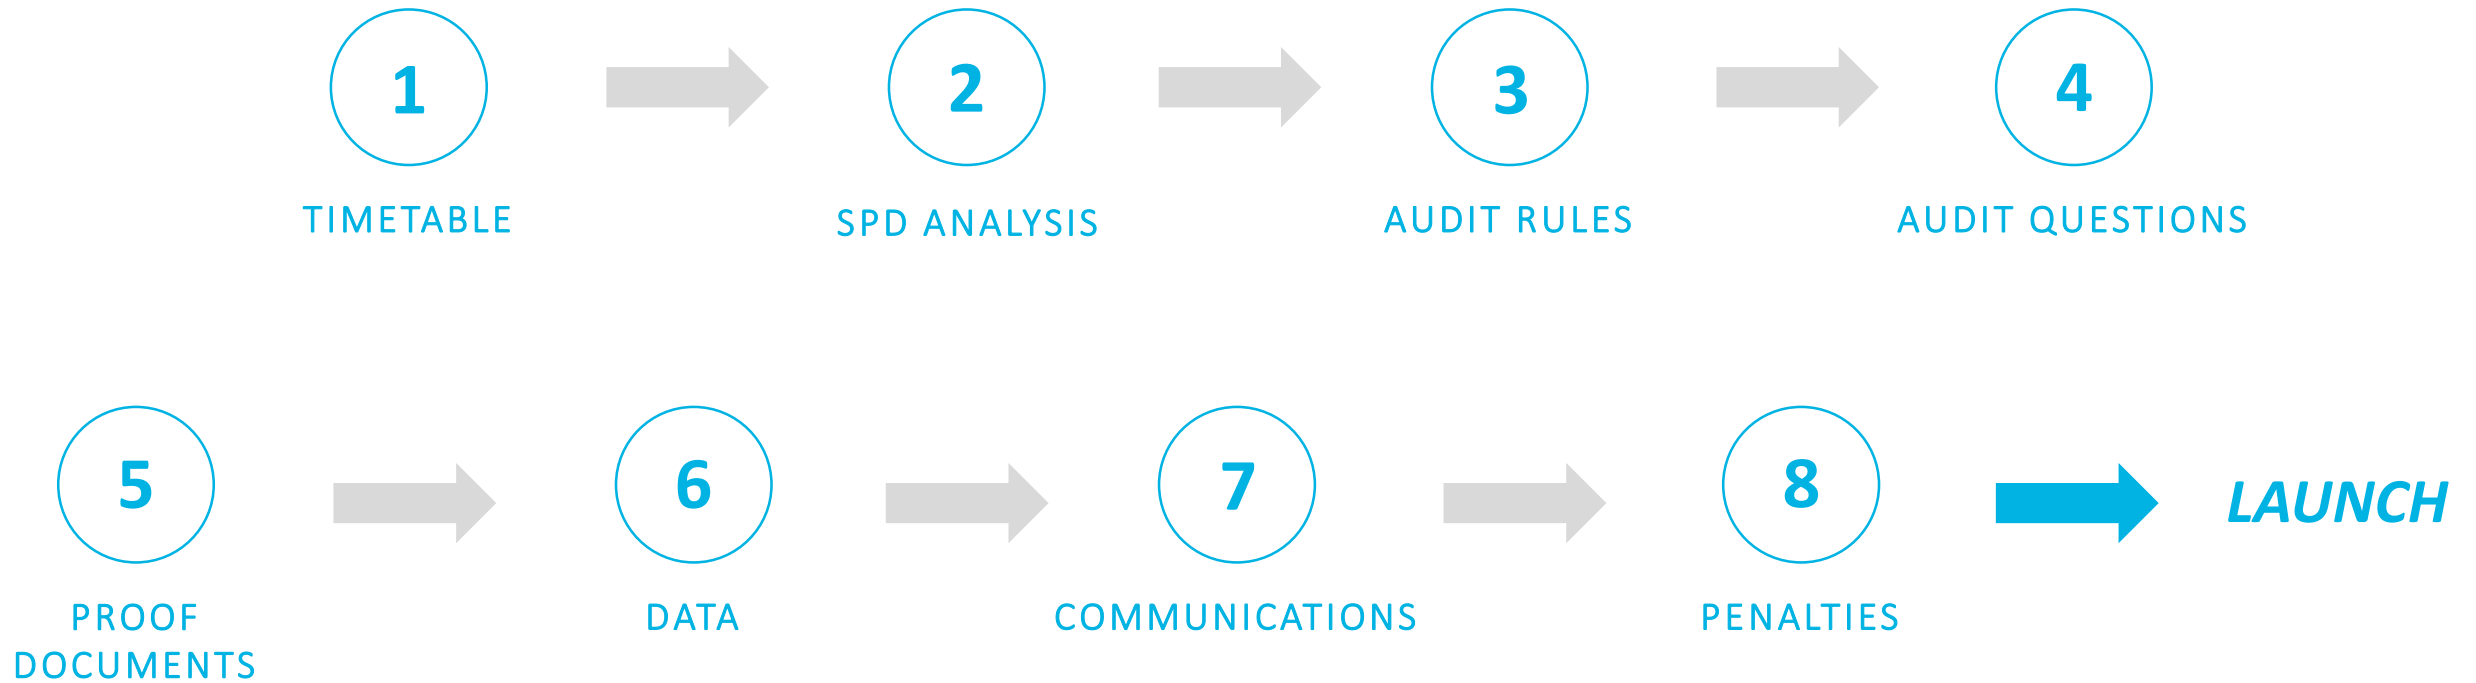 1
2
3
4
TIMETABLE
SPD ANALYSIS
AUDIT RULES
AUDIT QUESTIONS
5
6
7
8
LAUNCH
PROOF
DOCUMENTS
DATA
COMMUNICATIONS
PENALTIES